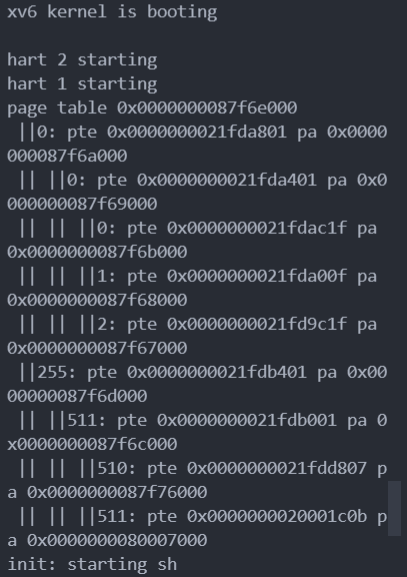 xv6 kernel is booting

hart 2 starting
hart 1 starting
page table 0x0000000087f6e000
 ||0: pte 0x0000000021fda801 pa 0x0000
000087f6a000
 || ||0: pte 0x0000000021fda401 pa 0x0
000000087f69000
 || || ||0: pte 0x0000000021fdac1f pa
0x0000000087f6b000
 || || ||1: pte 0x0000000021fda00f pa
0x0000000087f68000
 || || ||2: pte 0x0000000021fd9c1f pa
0x0000000087f67000
 ||255: pte 0x0000000021fdb401 pa 0x00
00000087f6d000
 || ||511: pte 0x0000000021fdb001 pa 0
x0000000087f6c000
 || || ||510: pte 0x0000000021fdd807 p
a 0x0000000087f76000
 || || ||511: pte 0x0000000020001c0b p
a 0x0000000080007000
init: starting sh